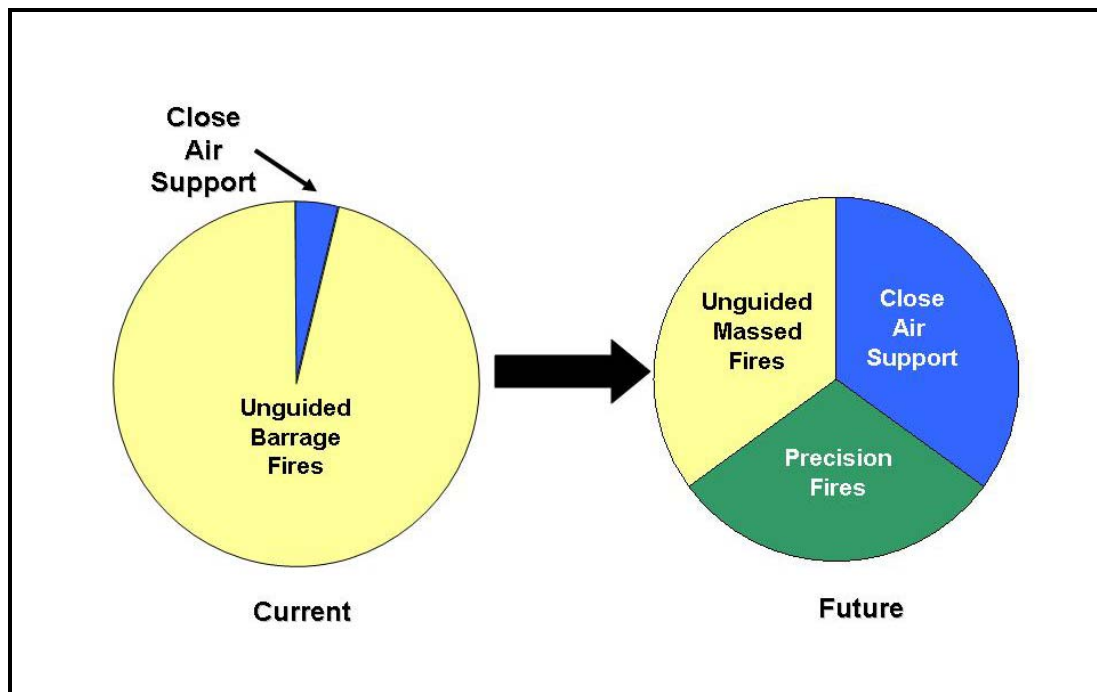 Close
Air
Support
Unguided
Barrage
Fires
Current
Unguided
Massed
Fires
Close
Air
Support
Precision
Fires
Future